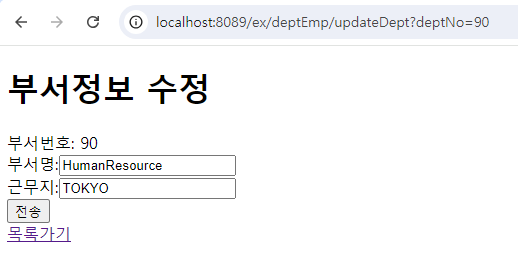 localhost:8089/ex/deptEmp/updateDept?deptNo=90
부서정보 수정
부서번호: 90
부서명:HumanResource
근무지:TOKYO
전송
목록가기